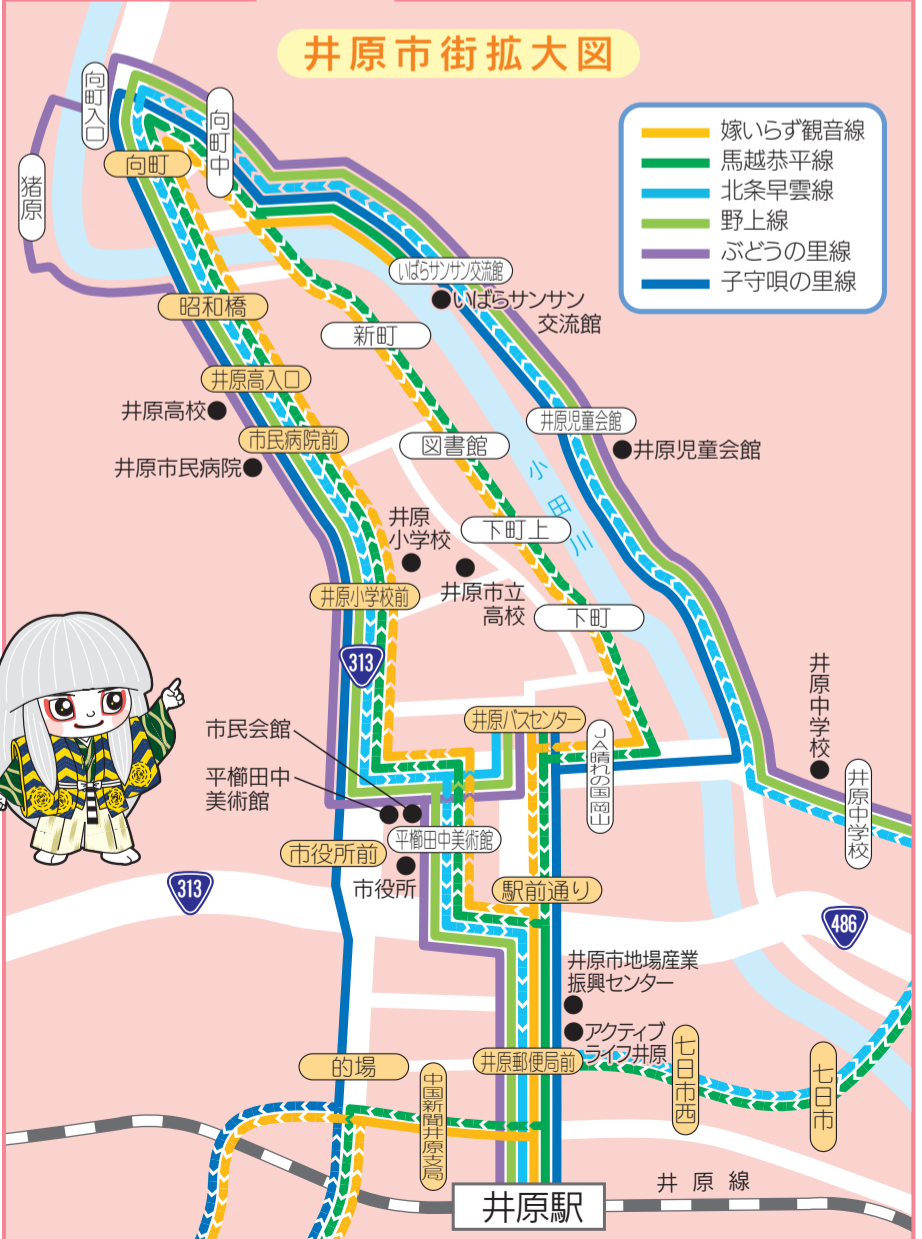 井原市街拡大図
嫁いらず観音線
馬越恭平線
北条早雲線
野上線
ぶどうの里線
子守唄の里線
向町入口
向町中
向町
猪原
いばらサンサン交流館
いばらサンサン
交流館
昭和橋
新町
井原高入口
井原高校
市民病院前
井原市民病院
図書館
井原児童会館
井原児童会館
小田川
下町上
井原
小学校
井原市立
高校
井原小学校前
下町
313
井原中学校
井原中学校
井原バスセンター
JA晴れの国岡山
市民会館
平櫛田中
美術館
平櫛田中美術館
市役所前
市役所
313
駅前通り
486
井原市地場産業
振興センター
アクティブ
ライフ井原
的場
井原郵便局前
七日市西
七日市
中国新聞井原支局
井原線
井原駅